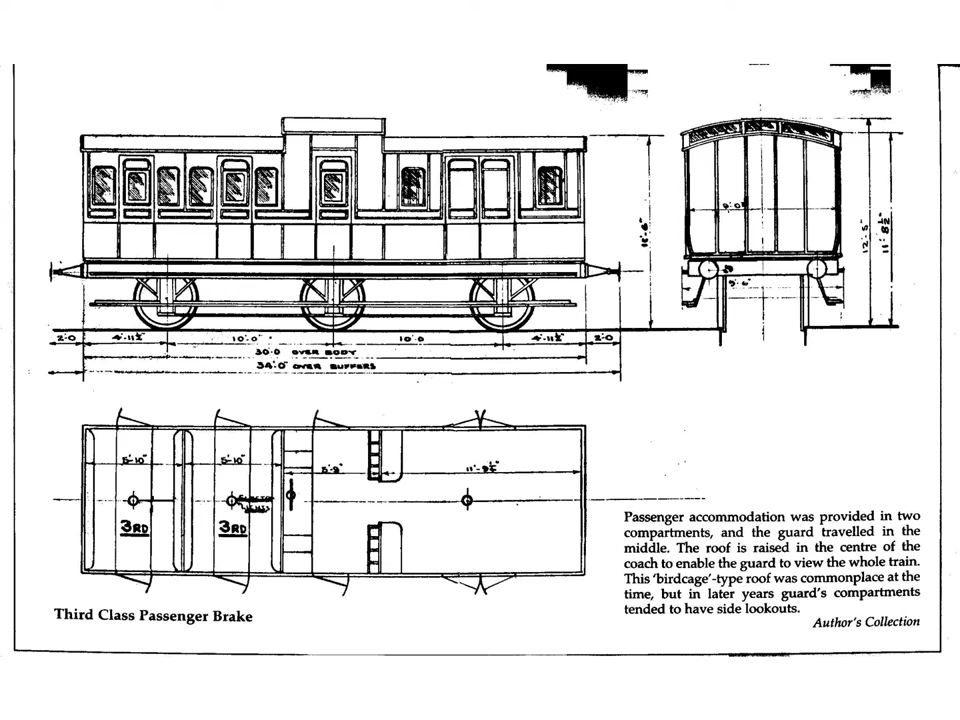 9'.0"
12'.5"
11'.8½"
9'.6"
2'.0
4'.11½"
10'.0"
10'.0
4'.11½"
2'.0
30'.0 OVER BODY
34'.0" OVER BUFFERS
5'-10"
5'-10"
5'.9"
11'.9½"
3RD
3RD
LIGHTS
Passenger accommodation was provided in two
compartments, and the guard travelled in the
middle. The roof is raised in the centre of the
coach to enable the guard to view the whole train.
This 'birdcage'-type roof was commonplace at the
time, but in later years guard's compartments
tended to have side lookouts.
Author's Collection
Third Class Passenger Brake